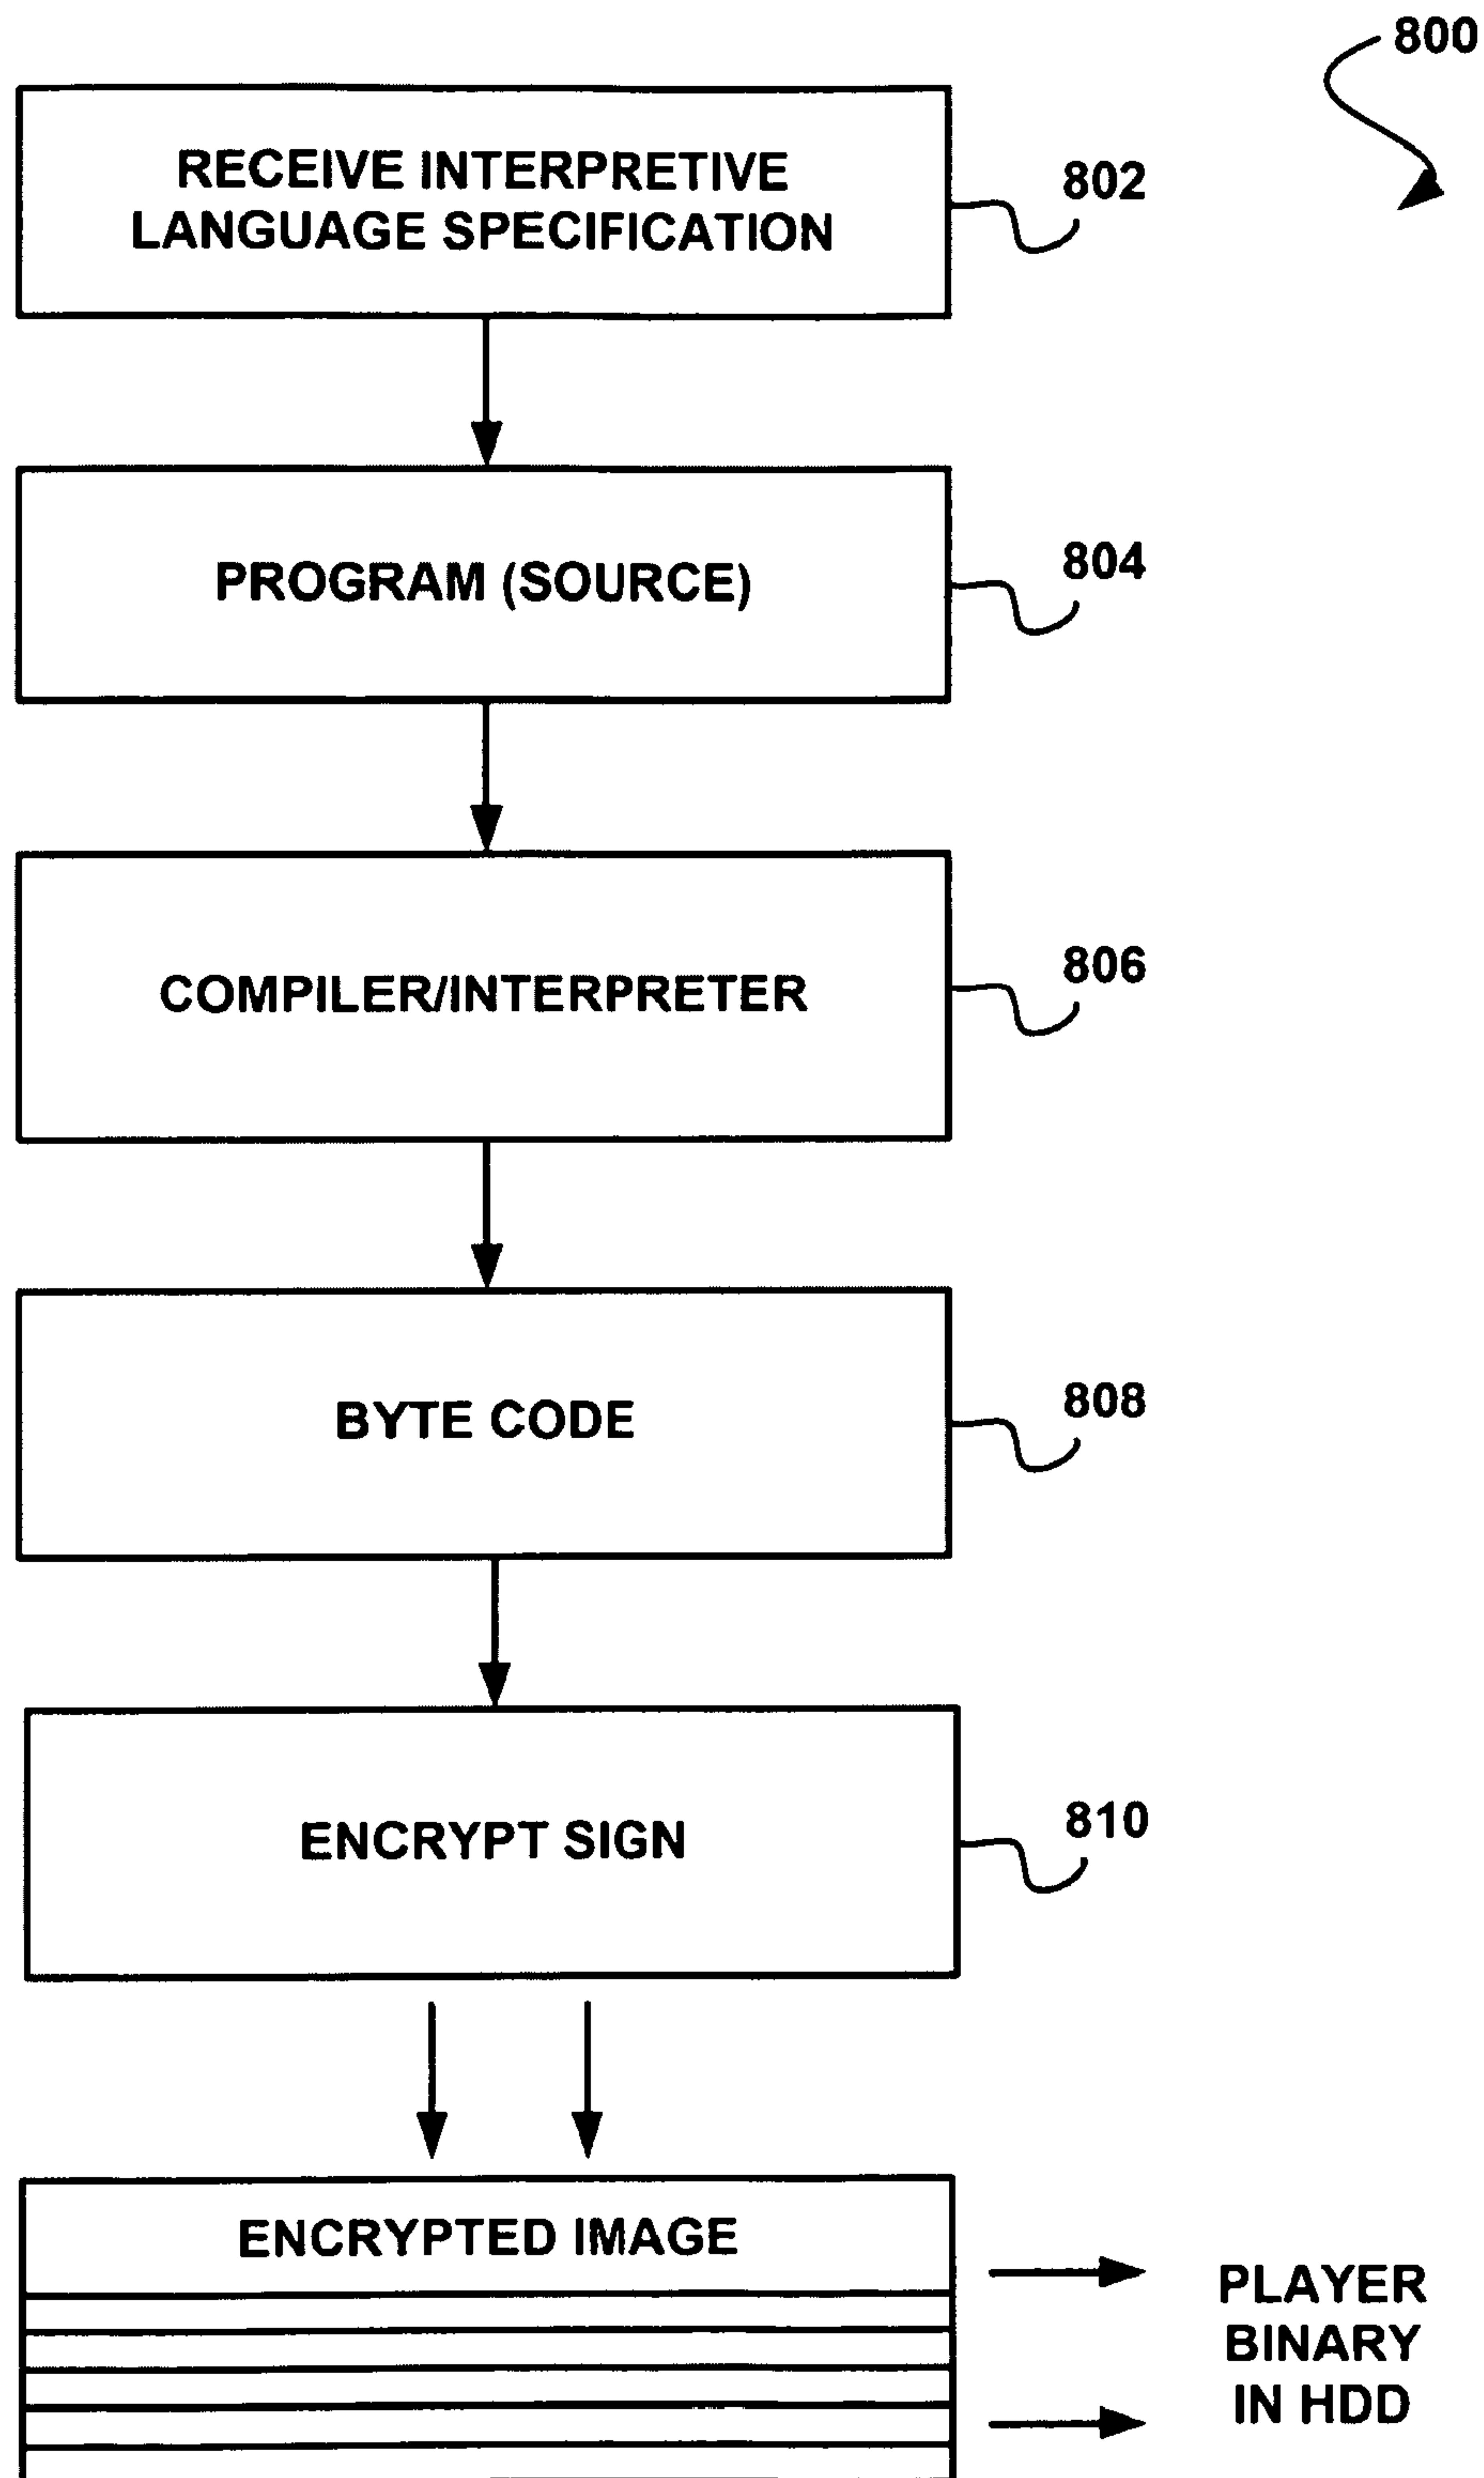 800
RECEIVE INTERPRETIVE
LANGUAGE SPECIFICATION
802
PROGRAM (SOURCE)
804
COMPILER/INTERPRETER
806
BYTE CODE
808
ENCRYPT SIGN
810
ENCRYPTED IMAGE
PLAYER
BINARY
IN HDD